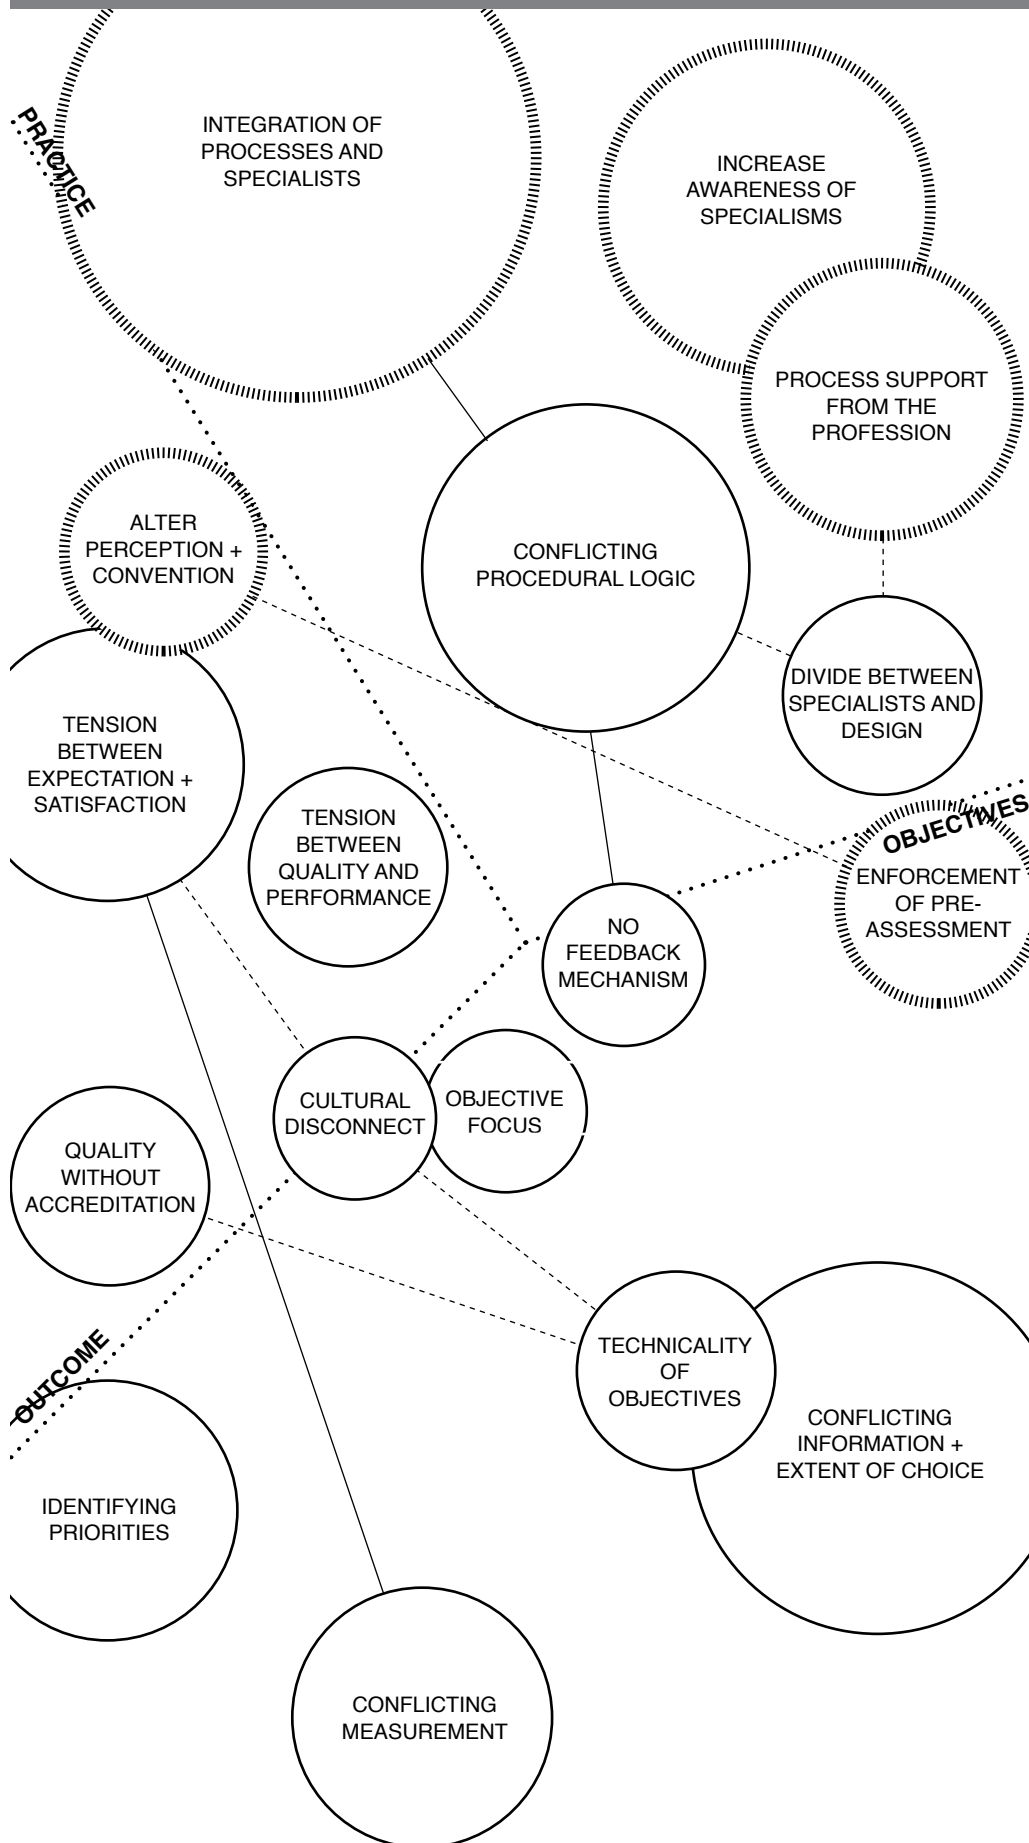 PRACTICE
INTEGRATION OF
PROCESSES AND
SPECIALISTS
INCREASE
AWARENESS OF
SPECIALISMS
PROCESS SUPPORT
FROM THE
PROFESSION
ALTER
PERCEPTION +
CONVENTION
CONFLICTING
PROCEDURAL LOGIC
DIVIDE BETWEEN
SPECIALISTS AND
DESIGN
TENSION
BETWEEN
EXPECTATION +
SATISFACTION
TENSION
BETWEEN
QUALITY AND
PERFORMANCE
OBJECTIVES
ENFORCEMENT
OF PRE-
ASSESSMENT
NO
FEEDBACK
MECHANISM
CULTURAL
DISCONNECT
OBJECTIVE
FOCUS
QUALITY
WITHOUT
ACCREDITATION
OUTCOME
TECHNICALITY
OF
OBJECTIVES
CONFLICTING
INFORMATION +
EXTENT OF CHOICE
IDENTIFYING
PRIORITIES
CONFLICTING
MEASUREMENT